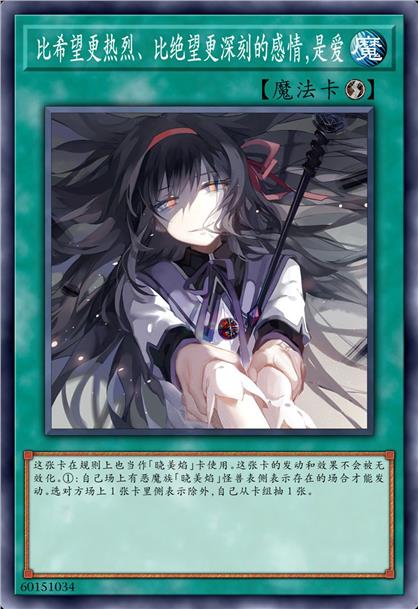 比希望更热烈、比绝望更深刻的感情,是爱 魔
【魔法卡】
这张卡在规则上也当作「晓美焰」卡使用。这张卡的发动和效果不会被无
效化。①:自己场上有恶魔族「晓美焰」怪兽表侧表示存在的场合才能发
动。选对方场上1张卡里侧表示除外,自己从卡组抽1张。
60151034